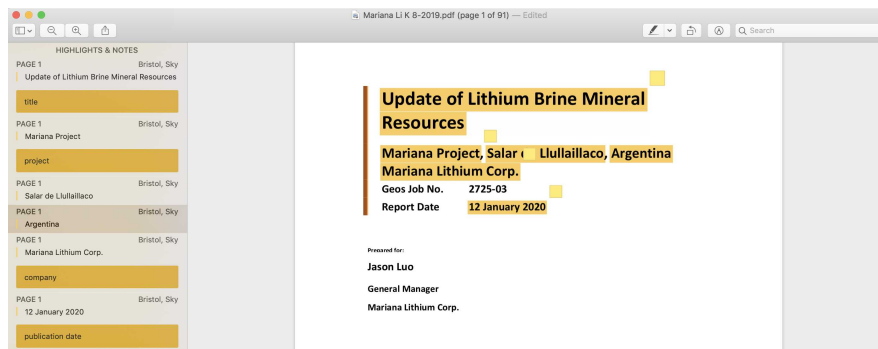 Mariana Li K 8-2019.pdf (page 1 of 91) — Edited
Search
HIGHLIGHTS & NOTES
PAGE 1 Bristol, Sky
Update of Lithium Brine Mineral Resources
title
PAGE 1 Bristol, Sky
Mariana Project
project
PAGE 1 Bristol, Sky
Salar de Llullaillaco
PAGE 1 Bristol, Sky
Argentina
PAGE 1 Bristol, Sky
Mariana Lithium Corp.
company
PAGE 1 Bristol, Sky
12 January 2020
publication date
Update of Lithium Brine Mineral
Resources
Mariana Project, Salar Llullaillaco, Argentina
Mariana Lithium Corp.
Geos Job No. 2725-03
Report Date 12 January 2020
Prepared for:
Jason Luo
General Manager
Mariana Lithium Corp.